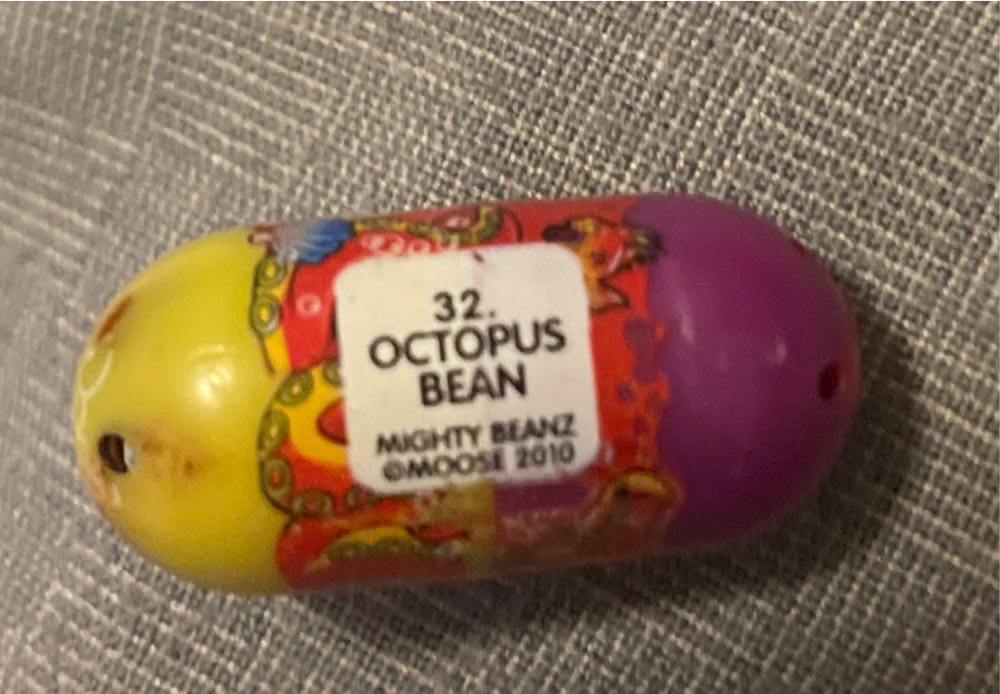 32.
OCTOPUS
BEAN
MIGHTY BEANZ
©MOOSE 2010